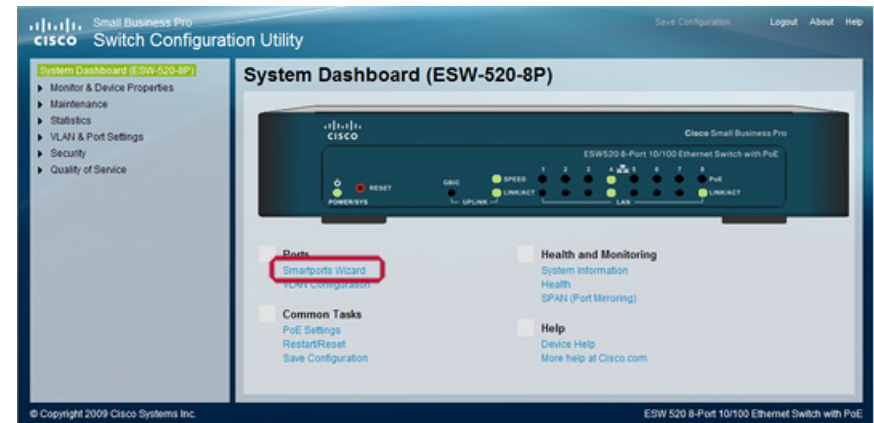 Small Business Pro
cisco Switch Configuration Utility
Save Configuration Logout About Help
System Dashboard (ESW-520-8P)
Monitor & Device Properties
Maintenance
Statistics
VLAN & Port Settings
Security
Quality of Service
System Dashboard (ESW-520-8P)
CISCO
Cisco Small Business Pro
ESW520 8-Port 10/100 Ethernet Switch with PoE
1 2 3 4 5 6 7 8
GBIC SPEED PoE
RESET LINK/ACT LINK/ACT
POWER/SYS UPLINK LAN
Ports
Smartports Wizard
VLAN Configuration
Common Tasks
PoE Settings
Restart/Reset
Save Configuration
Health and Monitoring
System Information
Health
SPAN (Port Mirroring)
Help
Device Help
More help at Cisco.com
© Copyright 2009 Cisco Systems Inc.
ESW 520 8-Port 10/100 Ethernet Switch with PoE